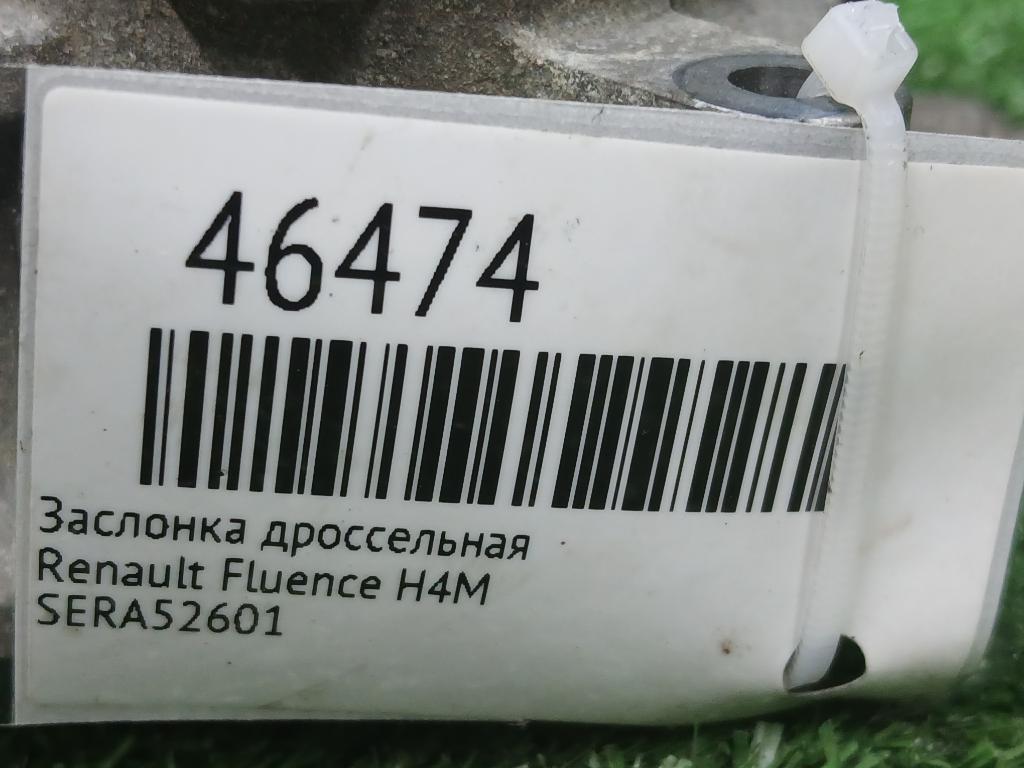 46474
Заслонка дроссельная
Renault Fluence H4M
SERA52601